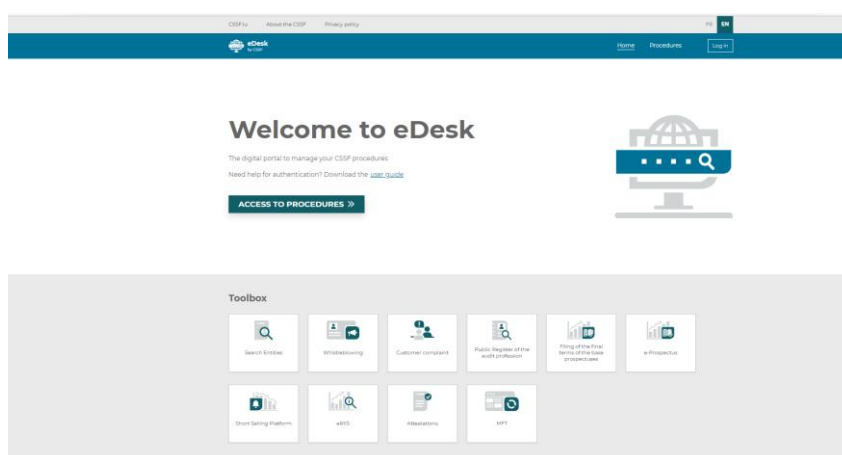 CSSF.lu About the CSSF Privacy policy FR EN
eDesk
by CSSF
Home Procedures Log in
Welcome to eDesk
The digital portal to manage your CSSF procedures
Need help for authentication? Download the user guide
ACCESS TO PROCEDURES »
Toolbox
Search Entities
Whistleblowing
Customer complaint
Public Register of the
audit profession
Filing of the Final
terms of the base
prospectuses
e-Prospectus
Short Selling Platform
eRIIS
Attestations
MFT